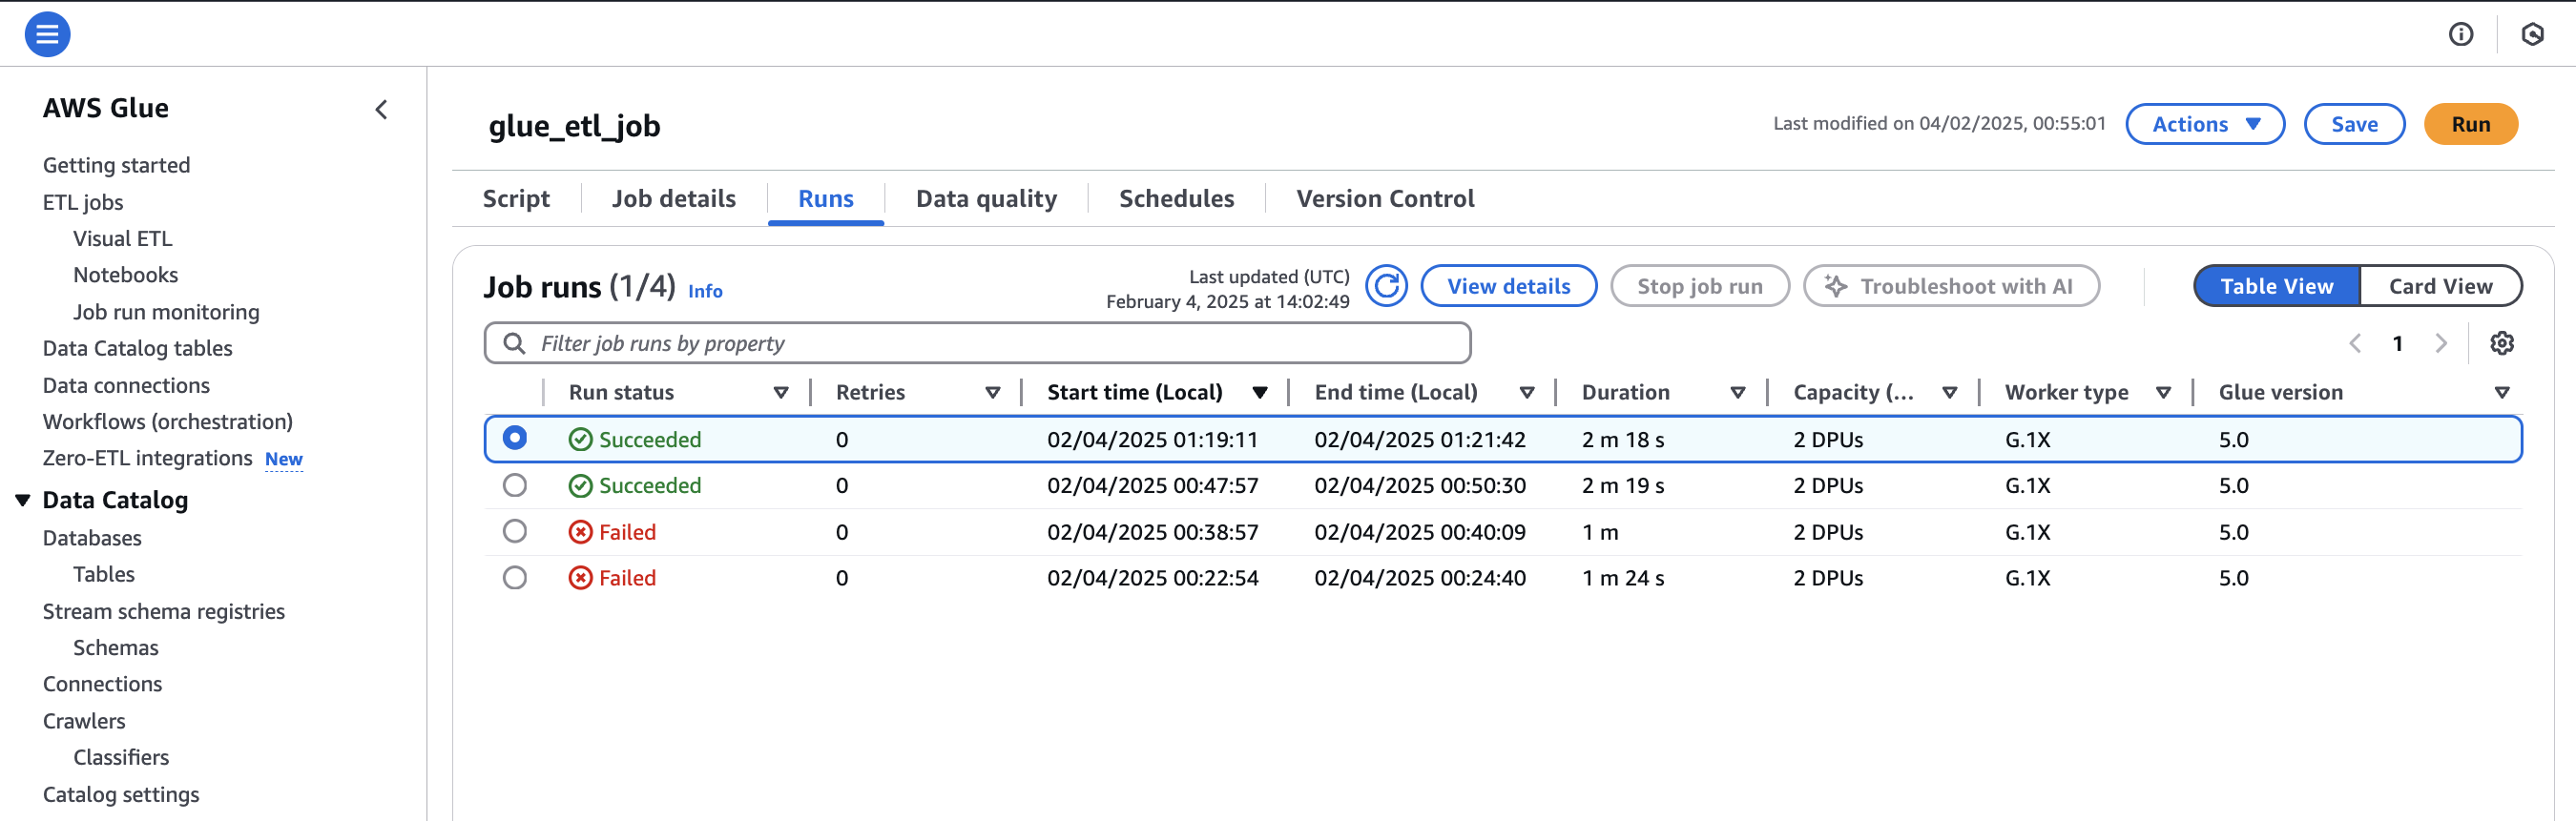 AWS Glue
Getting started
ETL jobs
Visual ETL
Notebooks
Job run monitoring
Data Catalog tables
Data connections
Workflows (orchestration)
Zero-ETL integrations New
Data Catalog
Databases
Tables
Stream schema registries
Schemas
Connections
Crawlers
Classifiers
Catalog settings
glue_etl_job
Last modified on 04/02/2025, 00:55:01 Actions Save Run
Script Job details Runs Data quality Schedules Version Control
Job runs (1/4) Info
Last updated (UTC)
February 4, 2025 at 14:02:49
View details Stop job run Troubleshoot with AI Table View Card View
Filter job runs by property
1
Run status Retries Start time (Local) End time (Local) Duration Capacity (... Worker type Glue version
Succeeded 0 02/04/2025 01:19:11 02/04/2025 01:21:42 2 m 18 s 2 DPUs G.1X 5.0
Succeeded 0 02/04/2025 00:47:57 02/04/2025 00:50:30 2 m 19 s 2 DPUs G.1X 5.0
Failed 0 02/04/2025 00:38:57 02/04/2025 00:40:09 1 m 2 DPUs G.1X 5.0
Failed 0 02/04/2025 00:22:54 02/04/2025 00:24:40 1 m 24 s 2 DPUs G.1X 5.0